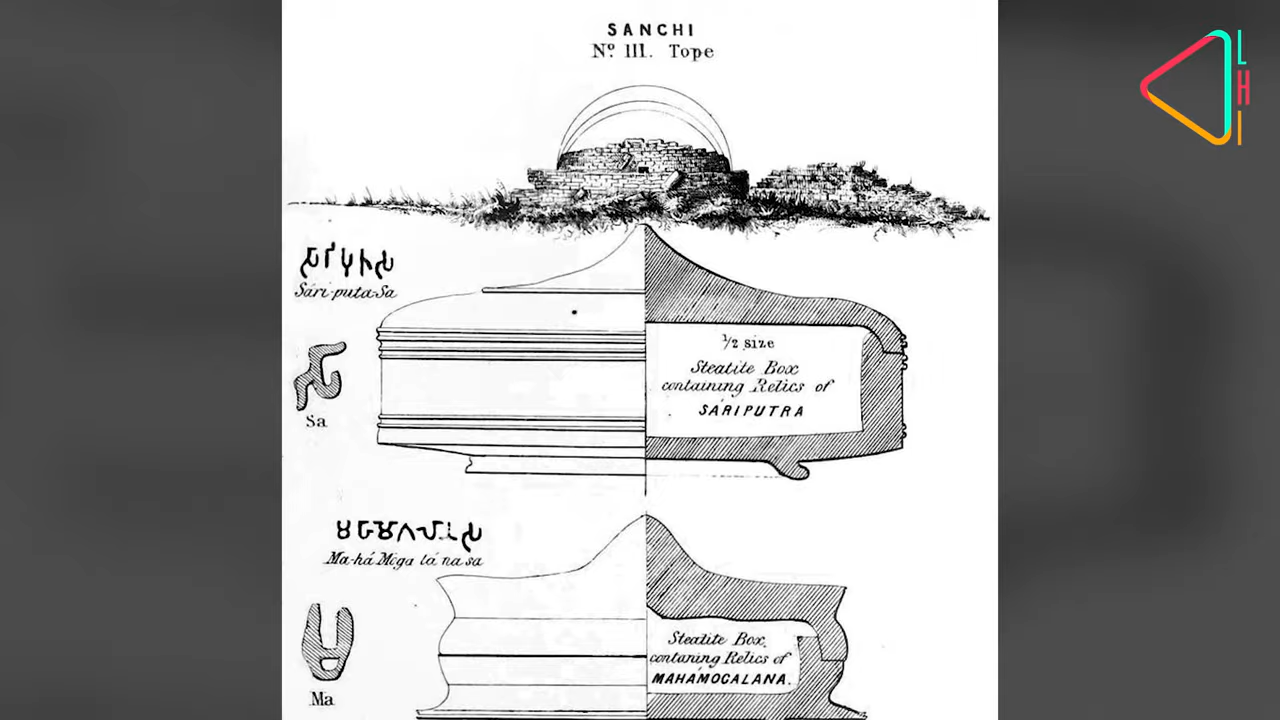 SANCHI
Nº III. Tope
Sári-puta-Sa
½ size
Steatite Box
containing Relics of
SÁRIPUTRA
Sa
Ma-há Moga lá na sa
Steatite Box
contaning Relics of
MAHÁMOGALANA.
Ma
LHI